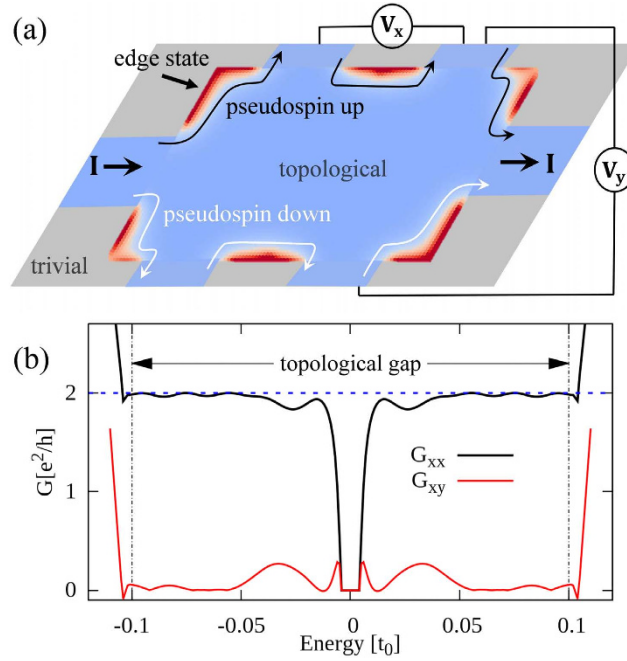 (a)
V_x
edge state
pseudospin up
I
topological
I
V_y
pseudospin down
trivial
(b)
topological gap
2
G[e²/h]
1
G_xx
G_xy
0
-0.1
-0.05
0
0.05
0.1
Energy [t₀]